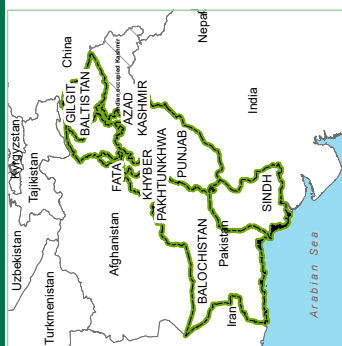 Kyrgyzstan
Uzbekistan
Tajikistan
Turkmenistan
China
Nepal
GILGIT
BALTISTAN
Indian occupied Kashmir
AZAD
KASHMIR
FATA
KHYBER
PAKHTUNKHWA
Afghanistan
PUNJAB
India
BALOCHISTAN
Pakistan
SINDH
Iran
Arabian Sea